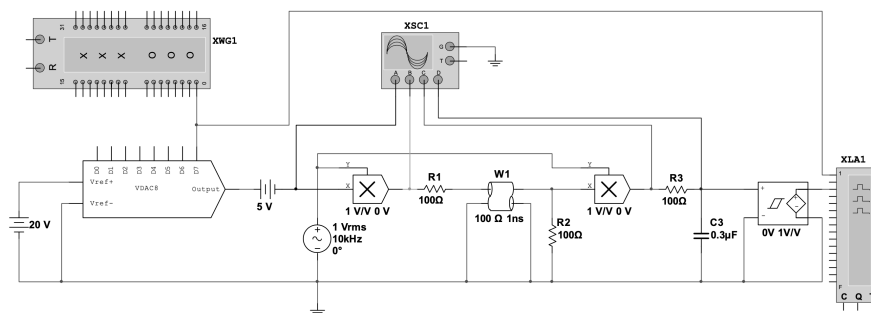 XWG1
31
16
T
R
X X X O O O
15
0
XSC1
G
T
A B C D
D0 D1 D2 D3 D4 D5 D6 D7
Vref+
Vref-
VDAC8
Output
20 V
5 V
Y
X
1 V/V 0 V
1 Vrms
10kHz
0°
R1
100Ω
W1
100 Ω 1ns
R2
100Ω
Y
X
1 V/V 0 V
R3
100Ω
C3
0.3µF
+
-
0V 1V/V
XLA1
1
F
C Q